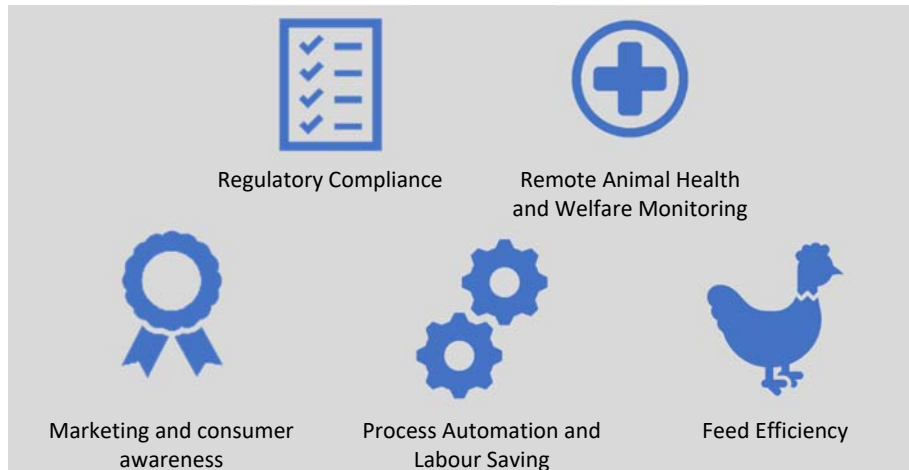 Regulatory Compliance
Remote Animal Health
and Welfare Monitoring
Marketing and consumer
awareness
Process Automation and
Labour Saving
Feed Efficiency